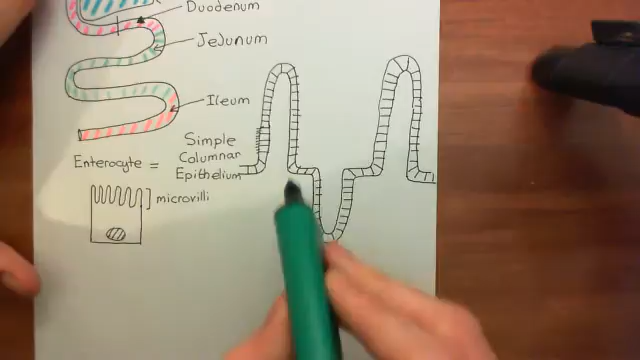 Duodenum
Jejunum
Ileum
Enterocyte = Simple
Columnar
Epithelium
microvilli